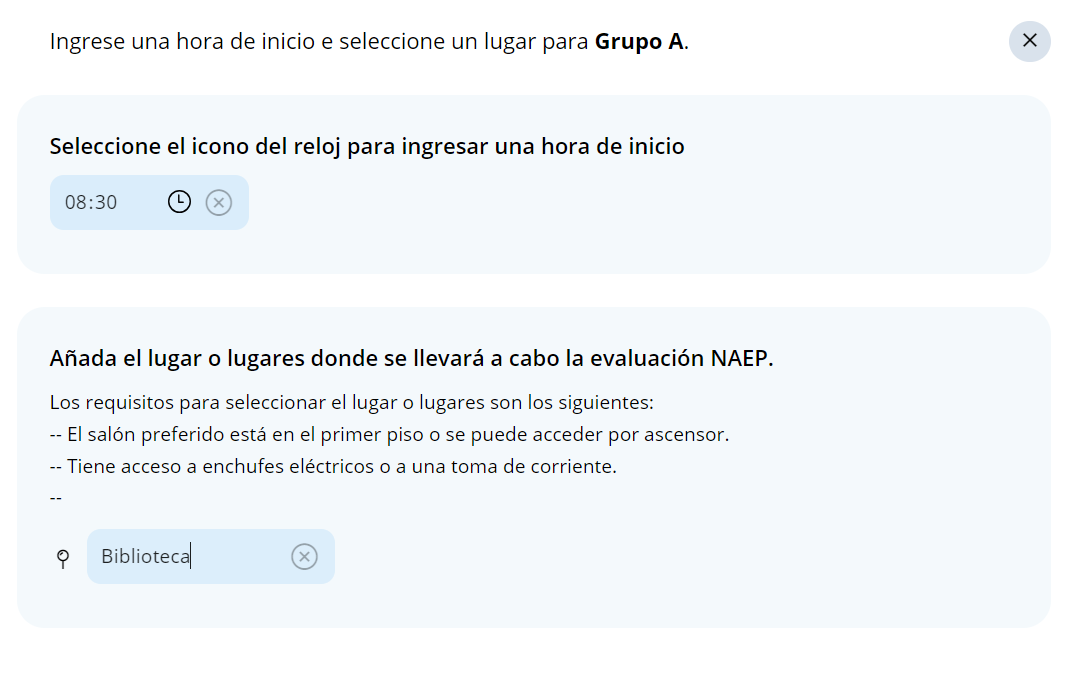 Ingrese una hora de inicio e seleccione un lugar para Grupo A.
Seleccione el icono del reloj para ingresar una hora de inicio
08:30
Añada el lugar o lugares donde se llevará a cabo la evaluación NAEP.
Los requisitos para seleccionar el lugar o lugares son los siguientes:
-- El salón preferido está en el primer piso o se puede acceder por ascensor.
-- Tiene acceso a enchufes eléctricos o a una toma de corriente.
--
Biblioteca